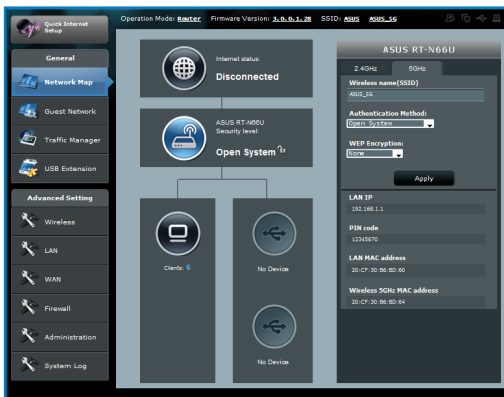 Quick Internet
Setup
Operation Mode: Router Firmware Version: 3.0.0.1.28 SSID: ASUS ASUS_5G
General
Network Map
Guest Network
Traffic Manager
USB Extension
Advanced Setting
Wireless
LAN
WAN
Firewall
Administration
System Log
Internet status:
Disconnected
ASUS RT-N66U
Security level:
Open System
Clients: 6
No Device
No Device
ASUS RT-N66U
2.4GHz 5GHz
Wireless name(SSID)
ASUS_5G
Authentication Method:
Open System
WEP Encryption:
None
Apply
LAN IP
192.168.1.1
PIN code
12345670
LAN MAC address
20:CF:30:B6:BD:60
Wireless 5GHz MAC address
20:CF:30:B6:BD:64